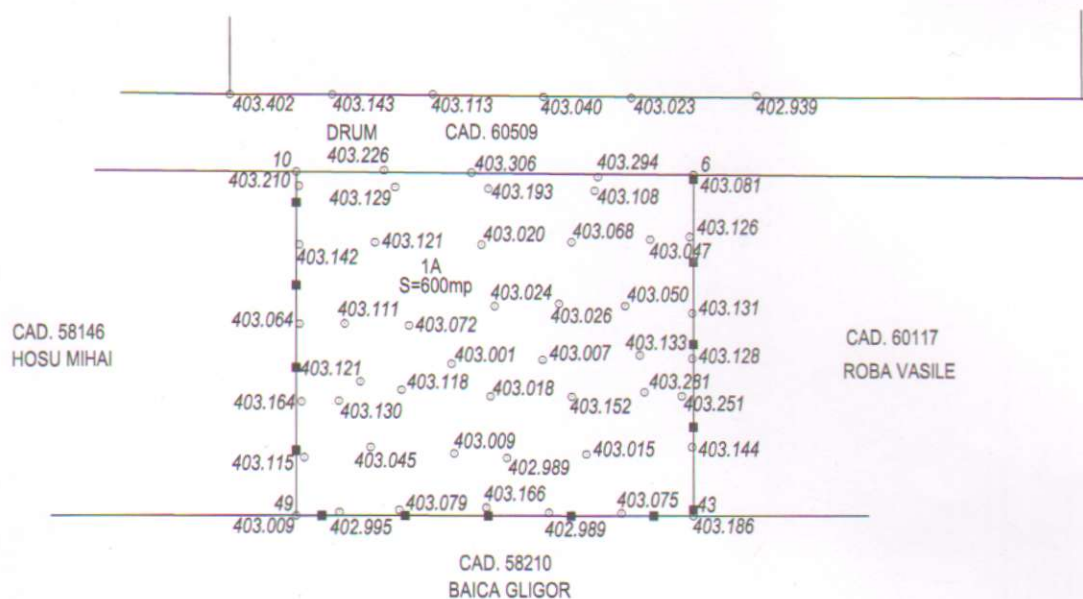 403.402 403.143 403.113 403.040 403.023 402.939
DRUM CAD. 60509
10 403.226 403.306 403.294 6
403.210 403.129 403.193 403.108 403.081
403.142 403.121 403.020 403.068 403.047 403.126
1A
S=600mp
403.064 403.111 403.072 403.024 403.026 403.050 403.131
CAD. 58146
HOSU MIHAI
CAD. 60117
ROBA VASILE
403.121 403.118 403.001 403.007 403.133 403.128
403.164 403.130 403.018 403.152 403.281 403.251
403.115 403.045 403.009 402.989 403.015 403.144
49 403.079 403.166 403.075 43
403.009 402.995 402.989 403.186
CAD. 58210
BAICA GLIGOR